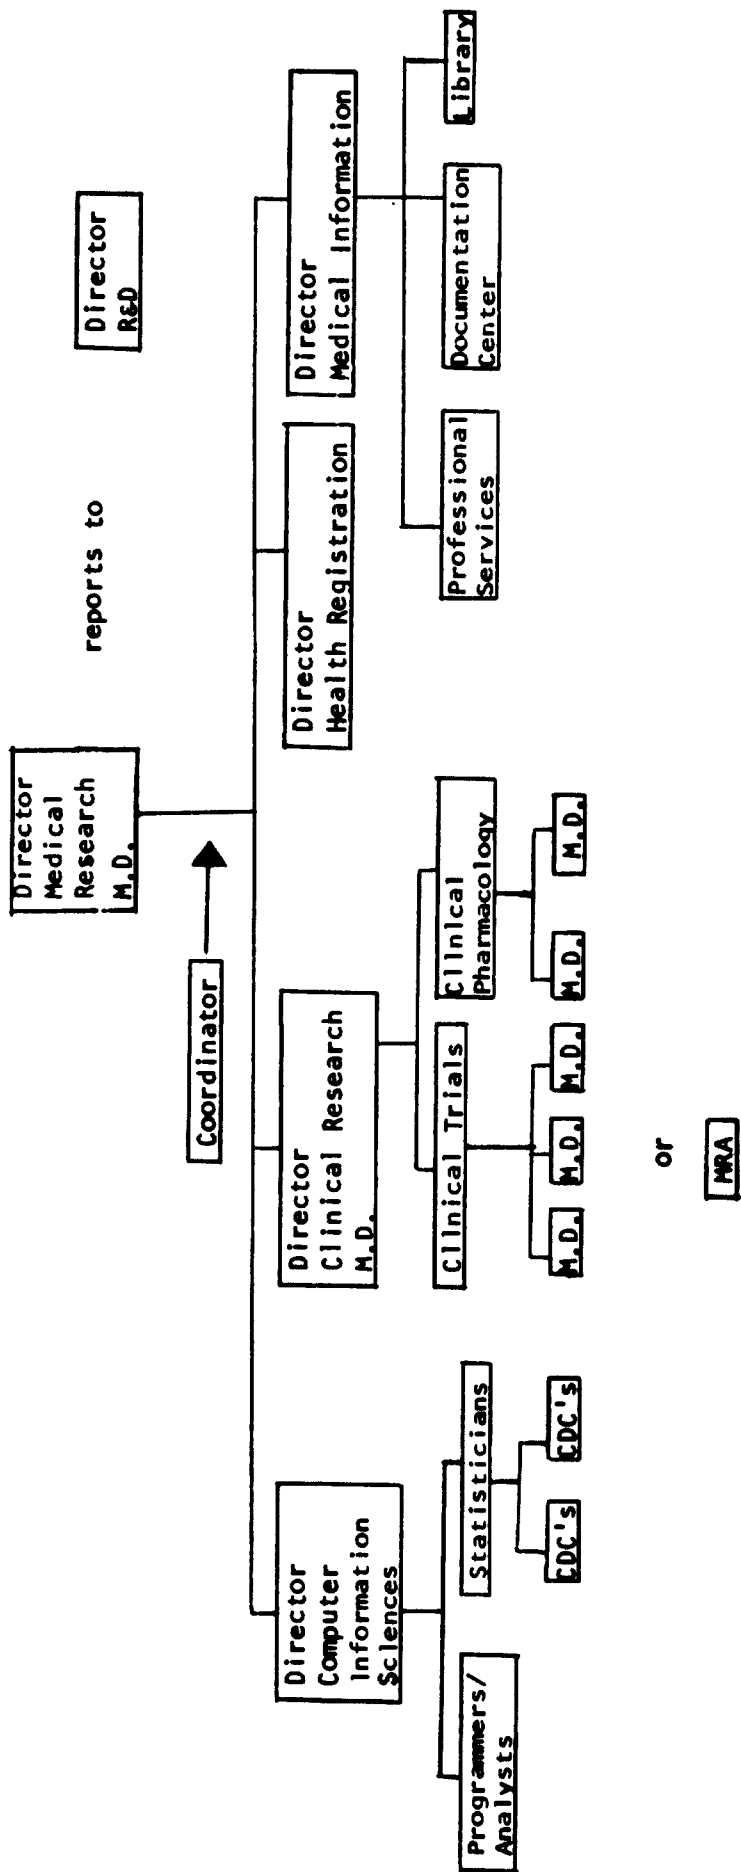 Director
Medical
Research
M.D.
reports to
Director
R&D
Coordinator
Director
Computer
Information
Sciences
Director
Clinical Research
M.D.
Director
Health Registration
Director
Medical Information
Programmers/
Analysts
Statisticians
CDC's
CDC's
Clinical Trials
M.D.
M.D.
M.D.
or
MRA
Clinical
Pharmacology
M.D.
M.D.
Professional
Services
Documentation
Center
Library